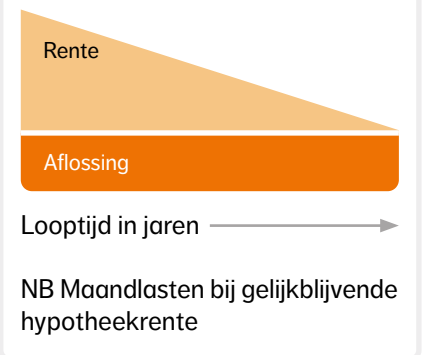 Rente
Aflossing
Looptijd in jaren
NB Maandlasten bij gelijkblijvende
hypotheekrente